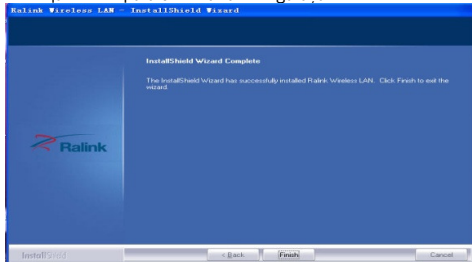 Ralink Wireless LAN - InstallShield Wizard
InstallShield Wizard Complete
The InstallShield Wizard has successfully installed Ralink Wireless LAN. Click Finish to exit the
wizard.
Ralink
InstallShield
< Back
Finish
Cancel